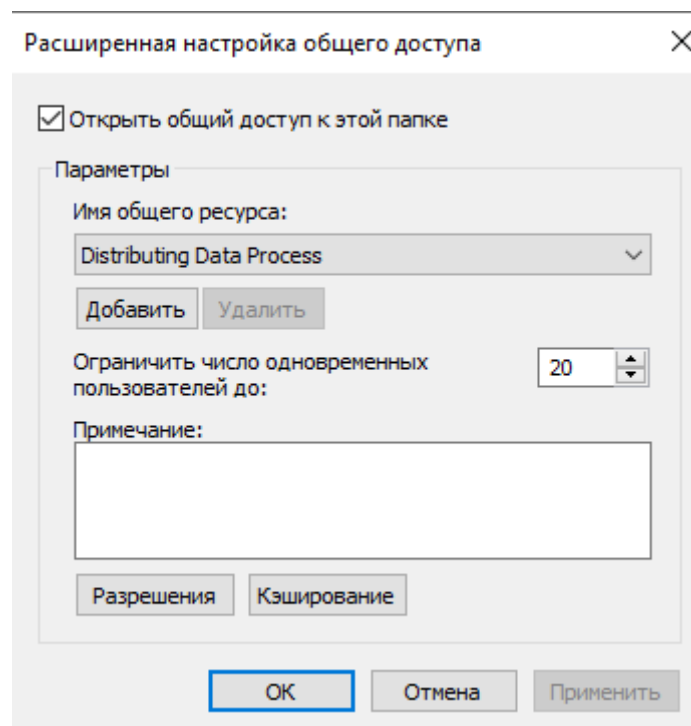 Расширенная настройка общего доступа
Открыть общий доступ к этой папке
Параметры
Имя общего ресурса:
Distributing Data Process
Добавить Удалить
Ограничить число одновременных 20
пользователей до:
Примечание:
Разрешения Кэширование
ОК Отмена Применить